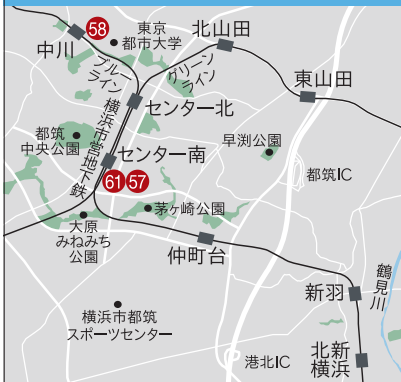 58
東京
都市大学
北山田
中川
ブルー
ライン
グリーン
ライン
東山田
センター北
横浜市営地下鉄
都筑
中央公園
早渕公園
センター南
都筑IC
61 57
茅ヶ崎公園
大原
みねみち
公園
仲町台
鶴見川
新羽
横浜市都筑
スポーツセンター
港北IC
北新
横浜